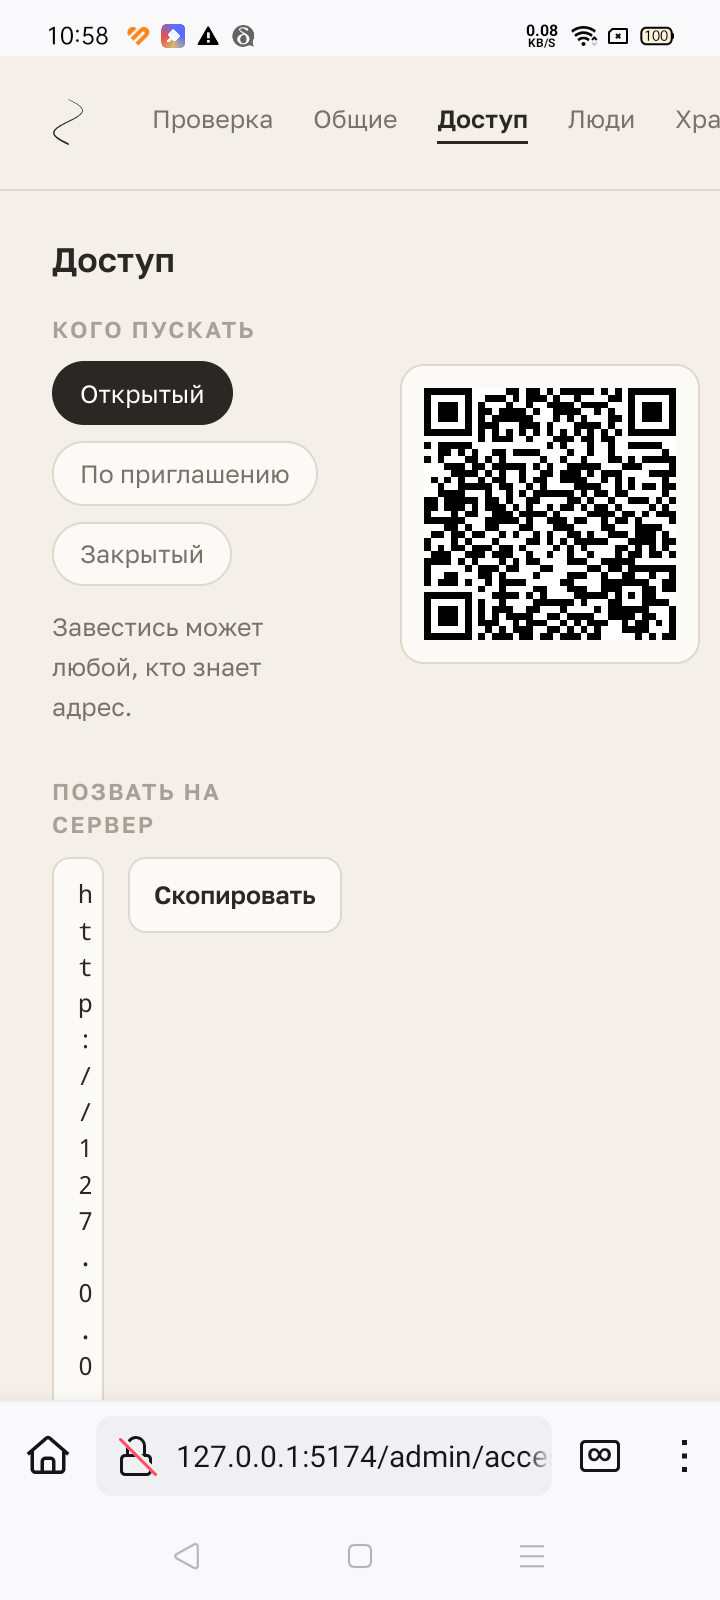 10:58
0.08
KB/S
100
Проверка Общие Доступ Люди Хра
Доступ
КОГО ПУСКАТЬ
Открытый
По приглашению
Закрытый
Завестись может
любой, кто знает
адрес.
ПОЗВАТЬ НА
СЕРВЕР
h
t
t
p
:
/
/
1
2
7
.
0
.
0
Скопировать
127.0.0.1:5174/admin/acce